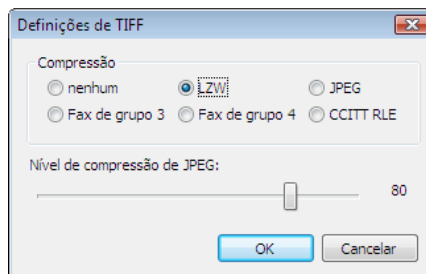 Definições de TIFF
Compressão
nenhum LZW JPEG
Fax de grupo 3 Fax de grupo 4 CCITT RLE
Nível de compressão de JPEG:
80
OK Cancelar